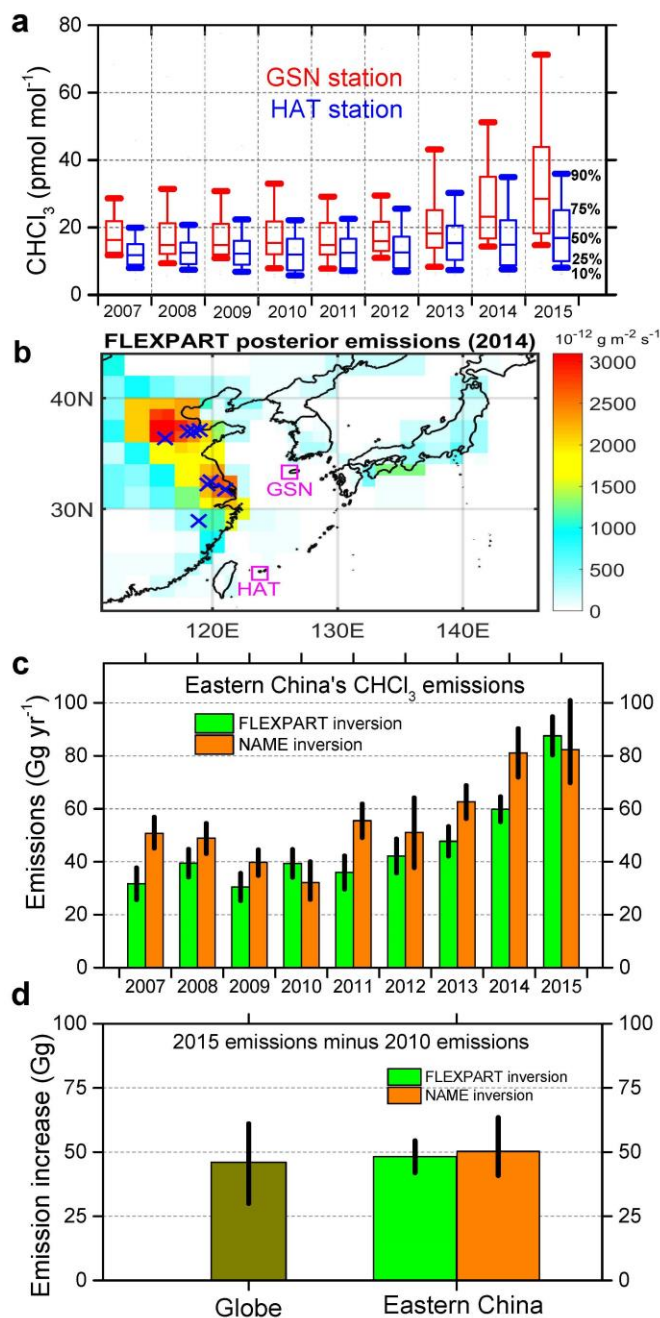 a
80
60
40
20
0
CHCl₃ (pmol mol⁻¹)
GSN station
HAT station
90%
75%
50%
25%
10%
2007 2008 2009 2010 2011 2012 2013 2014 2015
b
FLEXPART posterior emissions (2014)
10⁻¹² g m⁻² s⁻¹
40N
30N
GSN
HAT
120E 130E 140E
3000
2500
2000
1500
1000
500
0
c
Eastern China's CHCl₃ emissions
FLEXPART inversion
NAME inversion
Emissions (Gg yr⁻¹)
100 100
80 80
60 60
40 40
20 20
0 0
2007 2008 2009 2010 2011 2012 2013 2014 2015
d
2015 emissions minus 2010 emissions
FLEXPART inversion
NAME inversion
Emission increase (Gg)
100 100
75 75
50 50
25 25
0 0
Globe Eastern China